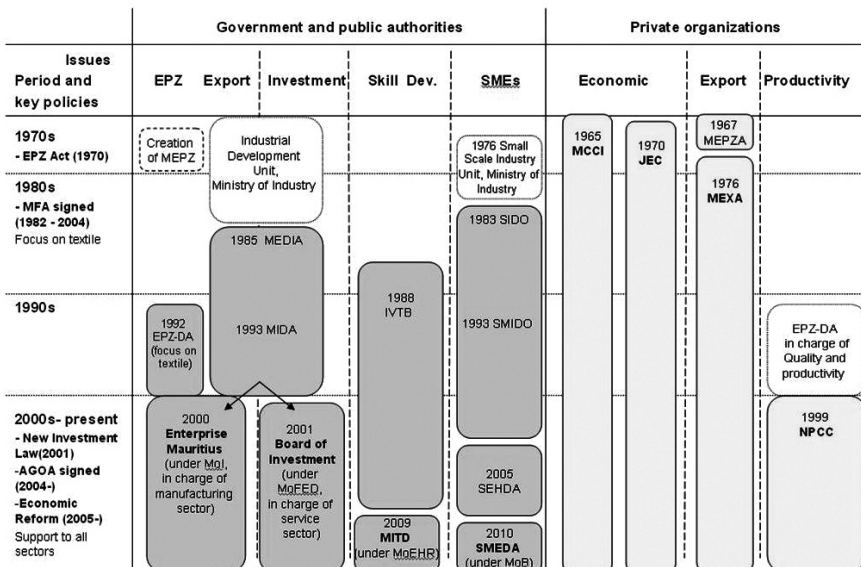 Government and public authorities
Private organizations
Issues
Period and
key policies
EPZ
Export
Investment
Skill Dev.
SMEs
Economic
Export
Productivity
1970s
- EPZ Act (1970)
Creation
of MEPZ
Industrial
Development
Unit,
Ministry of Industry
1976 Small
Scale Industry
Unit, Ministry of
Industry
1965
MCCI
1970
JEC
1967
MEPZA
1976
MEXA
1980s
- MFA signed
(1982 - 2004)
Focus on textile
1985 MEDIA
1983 SIDO
1988
IVTB
1990s
1992
EPZ-DA
(focus on
textile)
1993 MIDA
1993 SMIDO
EPZ-DA
in charge of
Quality and
productivity
2000s- present
- New Investment
Law(2001)
-AGOA signed
(2004-)
-Economic
Reform (2005-)
Support to all
sectors
2000
Enterprise
Mauritius
(under MoI,
in charge of
manufacturing
sector)
2001
Board of
Investment
(under
MoFED,
in charge of
service
sector)
2009
MITD
(under MoEHR)
2005
SEHDA
2010
SMEDA
(under MoB)
1999
NPCC